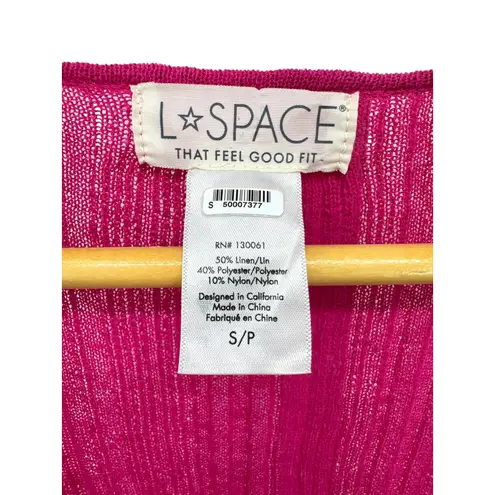 L☆SPACE®
THAT FEEL GOOD FIT-
S 50007377
RN# 130061
50% Linen/Lin
40% Polyester/Polyester
10% Nylon/Nylon
Designed in California
Made in China
Fabriqué en Chine
S/P